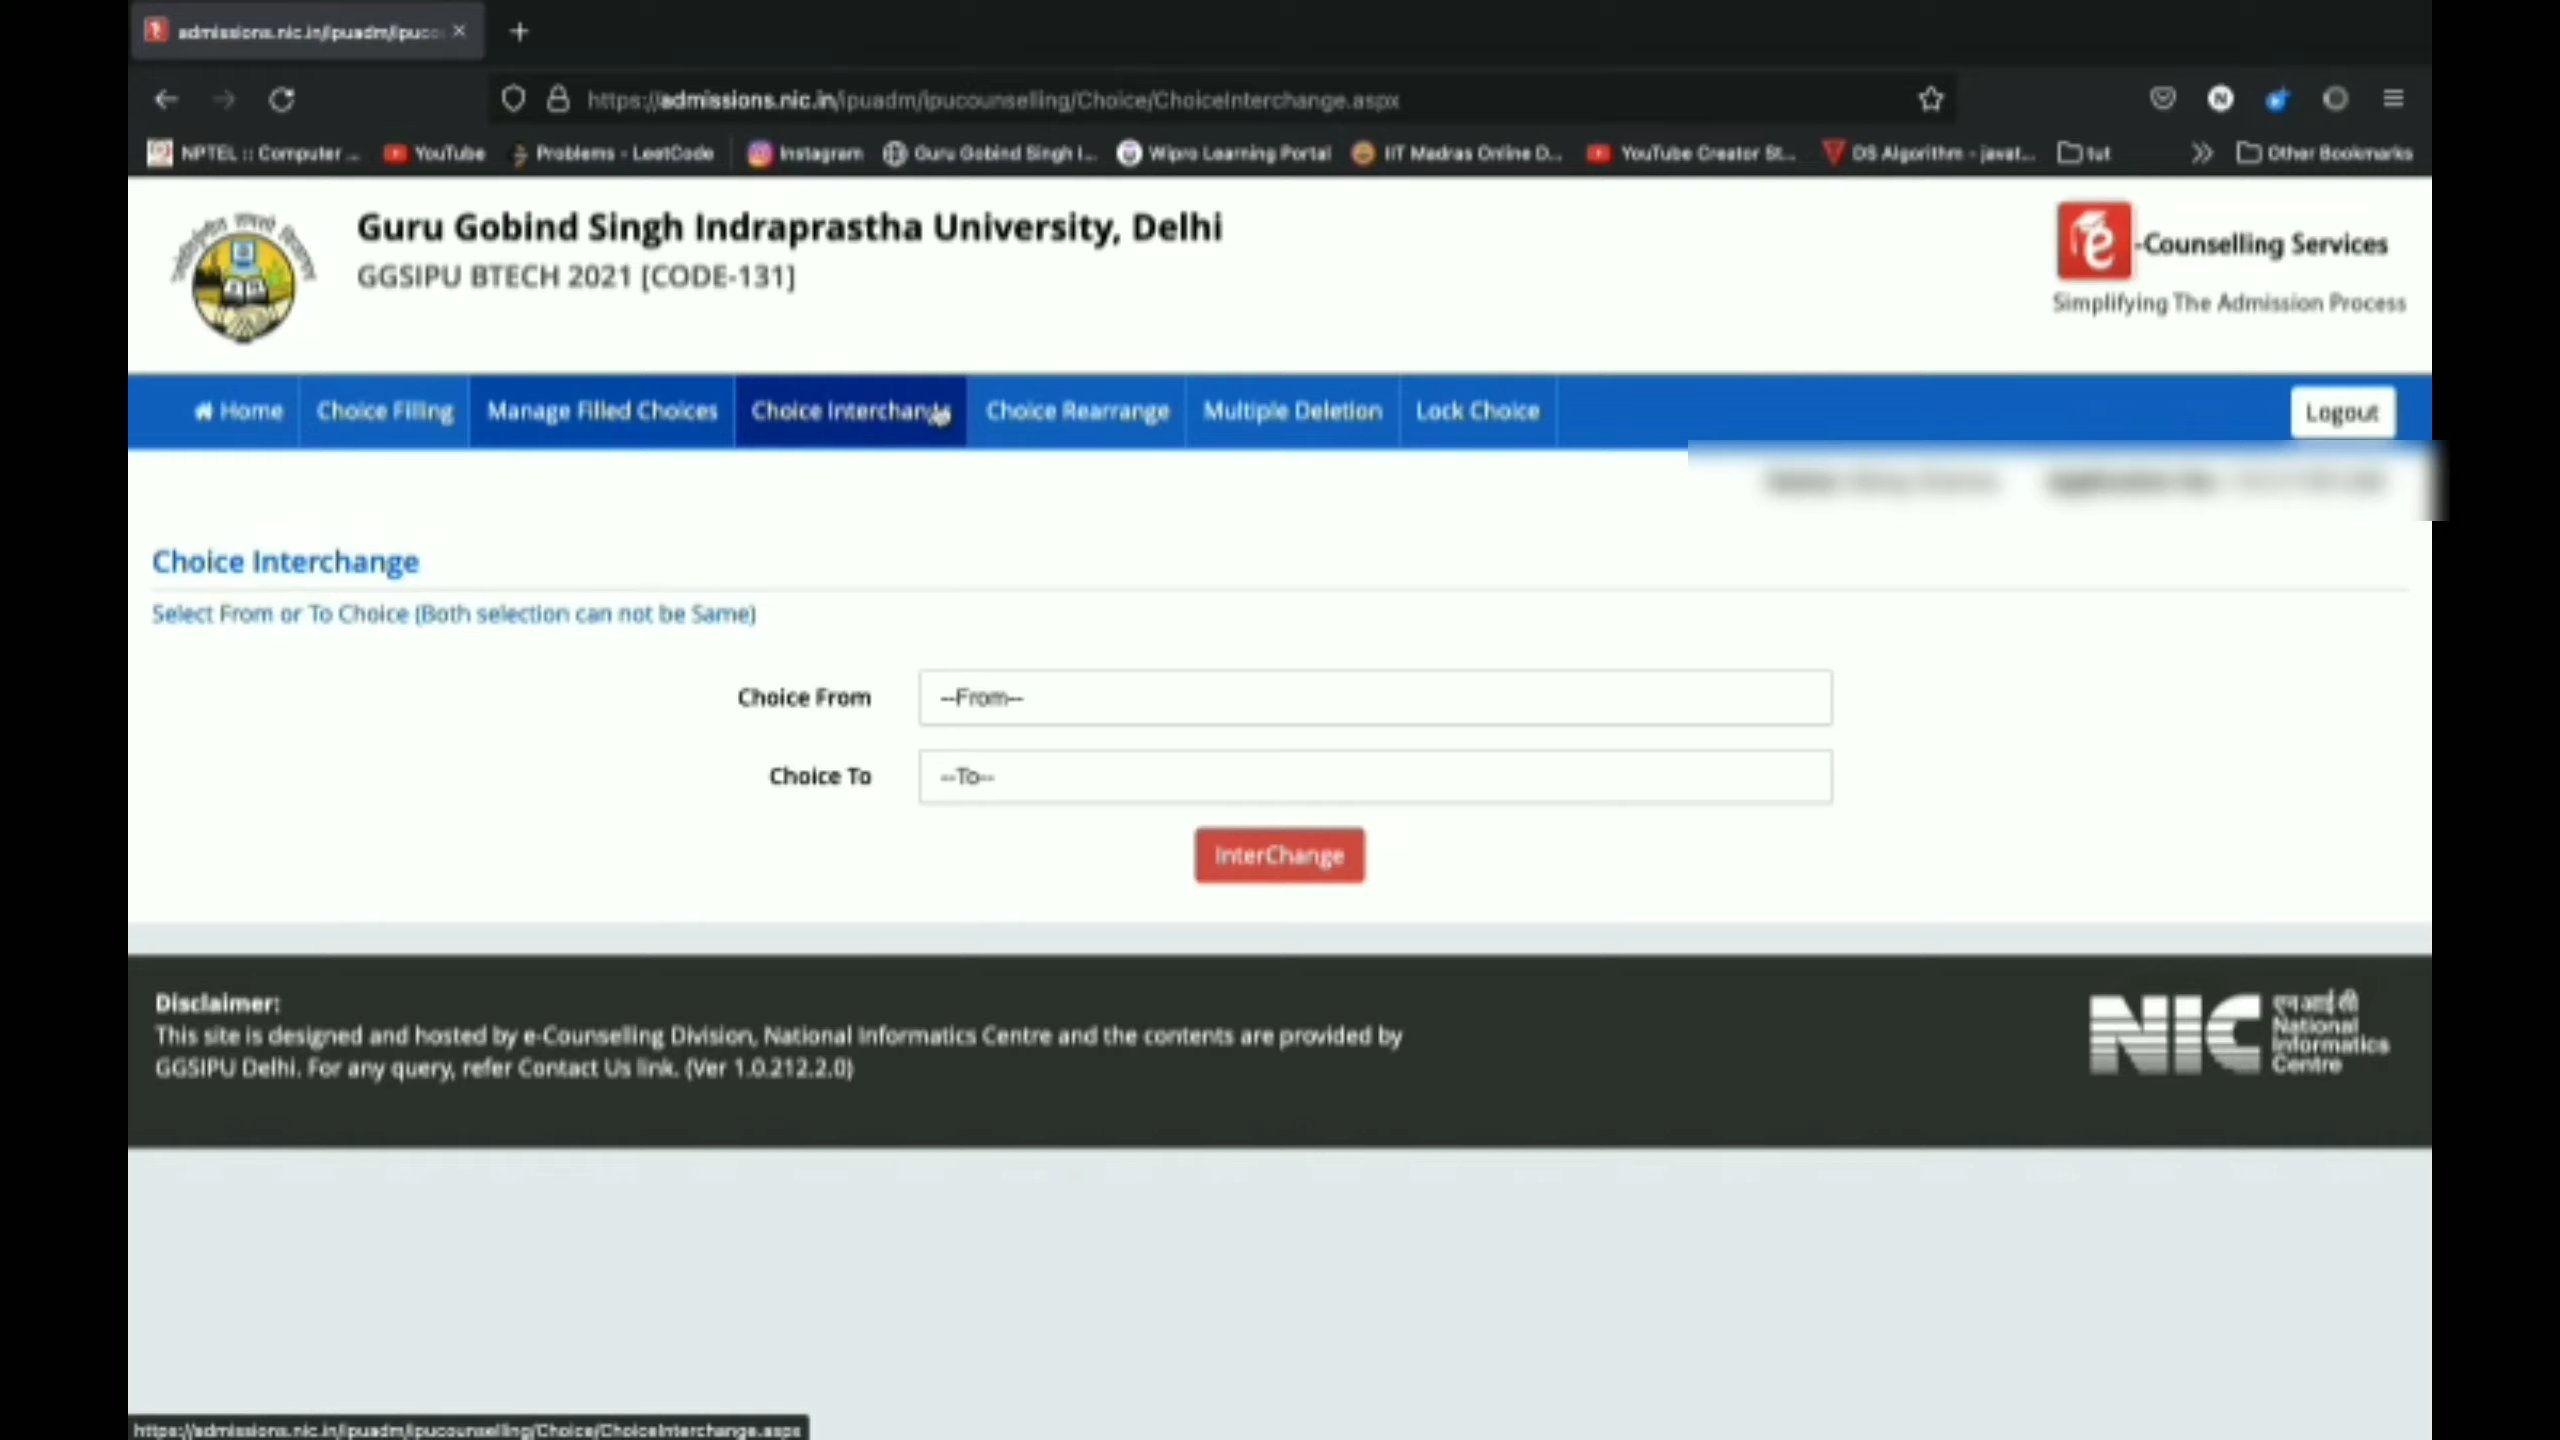 admissions.nic.in/ipuadm/ipuco
https://admissions.nic.in/ipuadm/ipucounselling/Choice/ChoiceInterchange.aspx
NPTEL :: Computer ... YouTube Problems - LeetCode Instagram Guru Gobind Singh I... Wipro Learning Portal IIT Madras Online D... YouTube Creator St... DS Algorithm - javat... tut Other Bookmarks
Guru Gobind Singh Indraprastha University, Delhi
GGSIPU BTECH 2021 [CODE-131]
e-Counselling Services
Simplifying The Admission Process
Home Choice Filling Manage Filled Choices Choice Interchange Choice Rearrange Multiple Deletion Lock Choice Logout
Choice Interchange
Select From or To Choice (Both selection can not be Same)
Choice From --From--
Choice To --To--
InterChange
Disclaimer:
This site is designed and hosted by e-Counselling Division, National Informatics Centre and the contents are provided by
GGSIPU Delhi. For any query, refer Contact Us link. (Ver 1.0.212.2.0)
NIC एन आई सी
National
Informatics
Centre
https://admissions.nic.in/ipuadm/ipucounselling/Choice/ChoiceInterchange.aspx